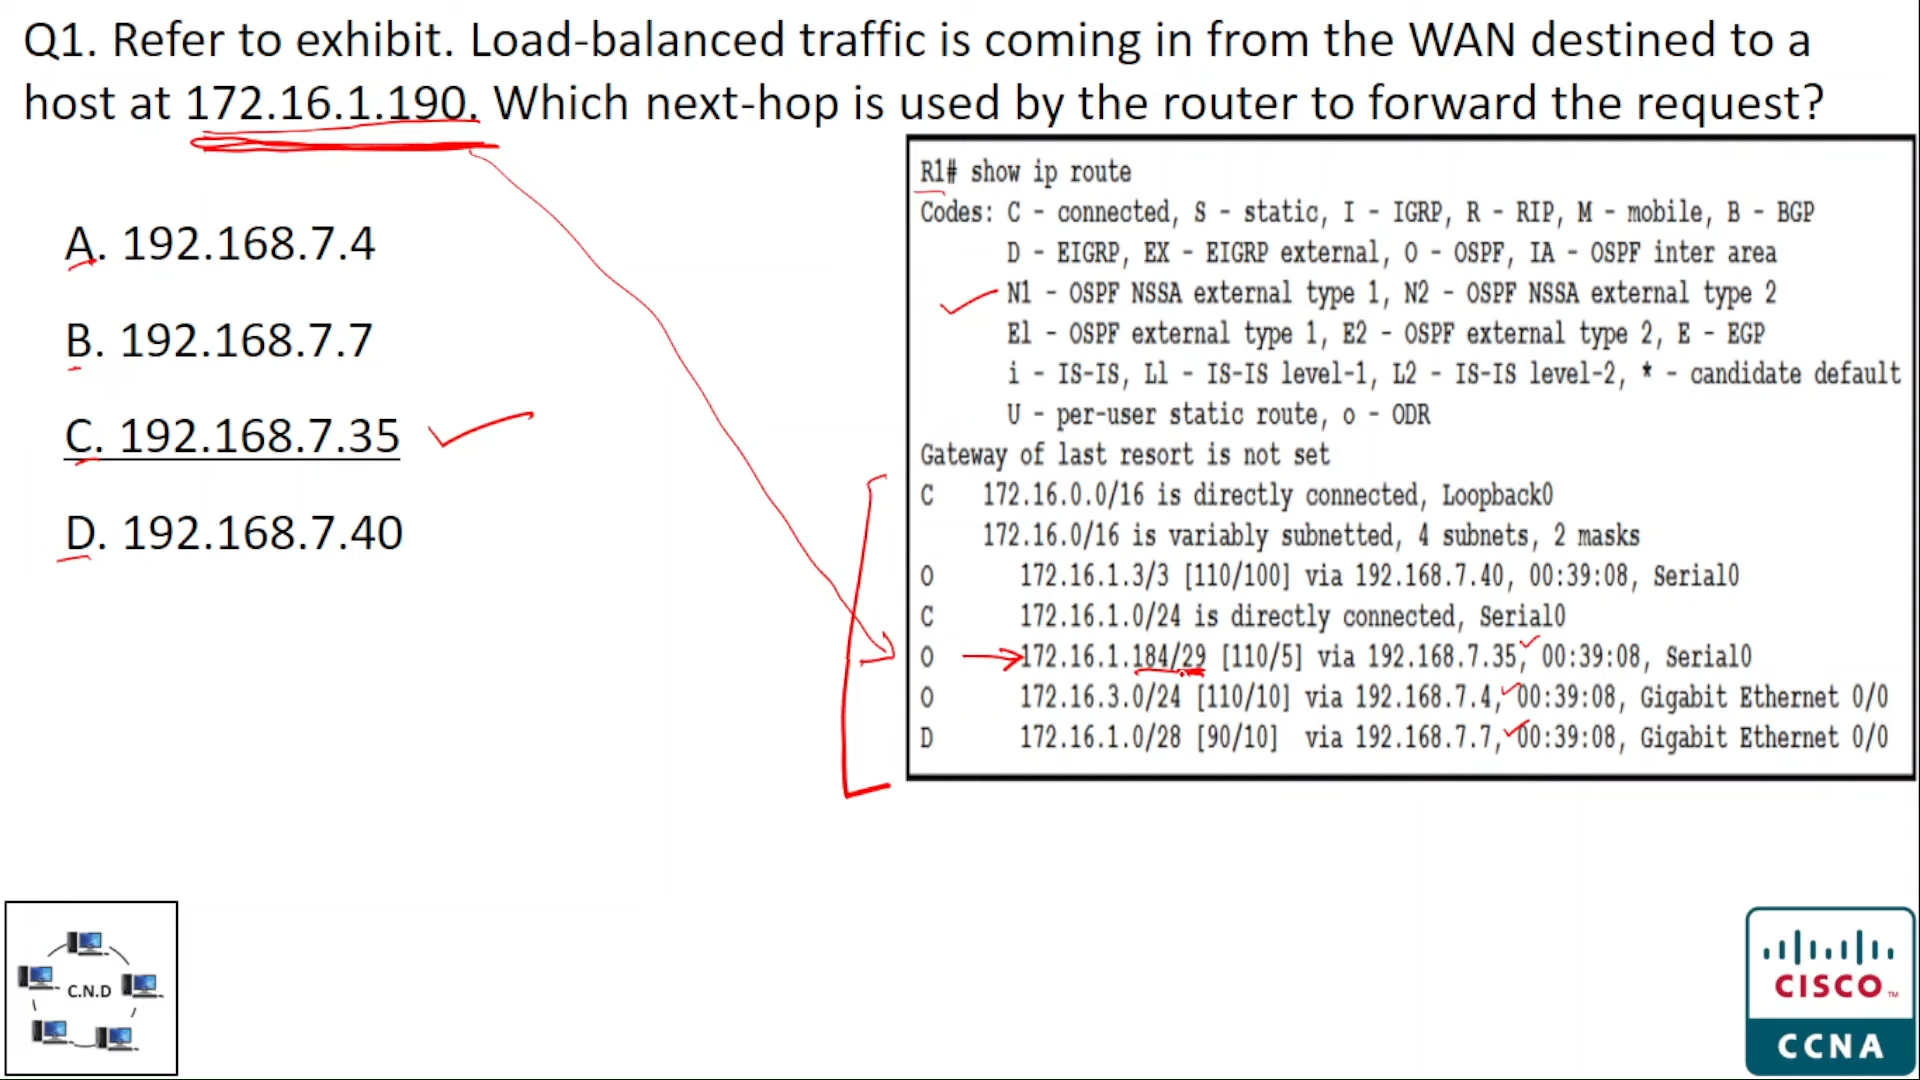 Q1. Refer to exhibit. Load-balanced traffic is coming in from the WAN destined to a
host at 172.16.1.190. Which next-hop is used by the router to forward the request?
A. 192.168.7.4
B. 192.168.7.7
C. 192.168.7.35
D. 192.168.7.40
R1# show ip route
Codes: C - connected, S - static, I - IGRP, R - RIP, M - mobile, B - BGP
D - EIGRP, EX - EIGRP external, O - OSPF, IA - OSPF inter area
N1 - OSPF NSSA external type 1, N2 - OSPF NSSA external type 2
E1 - OSPF external type 1, E2 - OSPF external type 2, E - EGP
i - IS-IS, L1 - IS-IS level-1, L2 - IS-IS level-2, * - candidate default
U - per-user static route, o - ODR
Gateway of last resort is not set
C 172.16.0.0/16 is directly connected, Loopback0
172.16.0/16 is variably subnetted, 4 subnets, 2 masks
O 172.16.1.3/3 [110/100] via 192.168.7.40, 00:39:08, Serial0
C 172.16.1.0/24 is directly connected, Serial0
O 172.16.1.184/29 [110/5] via 192.168.7.35, 00:39:08, Serial0
O 172.16.3.0/24 [110/10] via 192.168.7.4, 00:39:08, Gigabit Ethernet 0/0
D 172.16.1.0/28 [90/10] via 192.168.7.7, 00:39:08, Gigabit Ethernet 0/0
C.N.D
CISCO™
CCNA